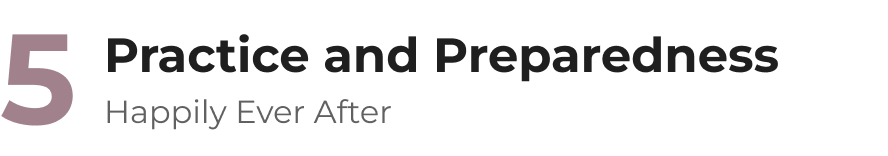 5 Practice and Preparedness
Happily Ever After